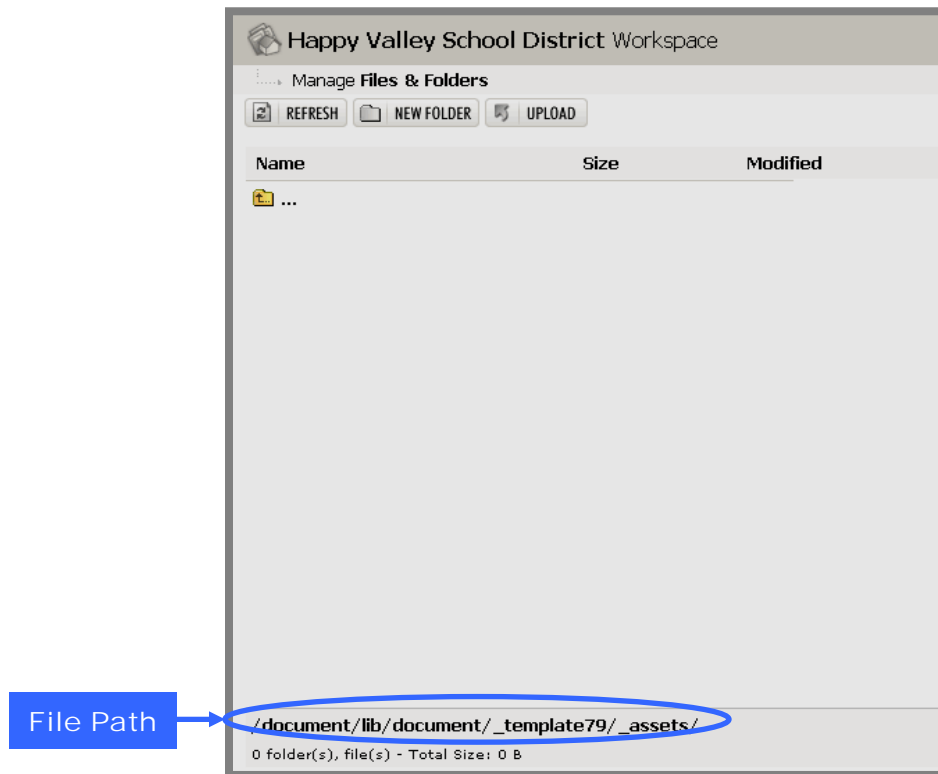 Happy Valley School District Workspace
Manage Files & Folders
REFRESH NEW FOLDER UPLOAD
Name Size Modified
...
File Path
/document/lib/document/_template79/_assets/
0 folder(s), file(s) - Total Size: 0 B